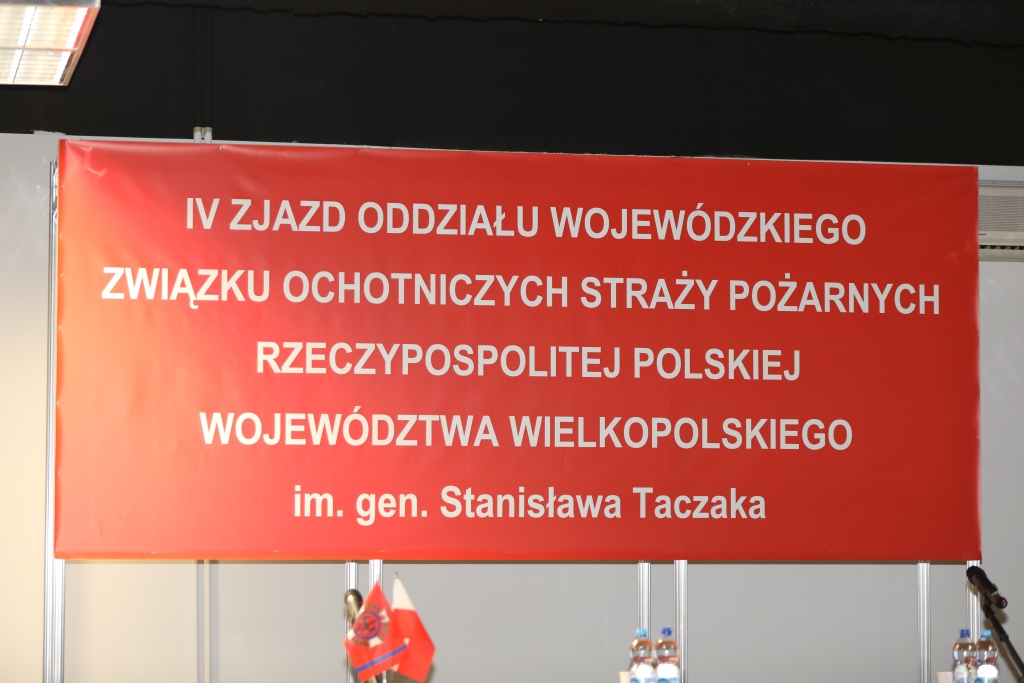 IV ZJAZD ODDZIAŁU WOJEWÓDZKIEGO
ZWIĄZKU OCHOTNICZYCH STRAŻY POŻARNYCH
RZECZYPOSPOLITEJ POLSKIEJ
WOJEWÓDZTWA WIELKOPOLSKIEGO
im. gen. Stanisława Taczaka